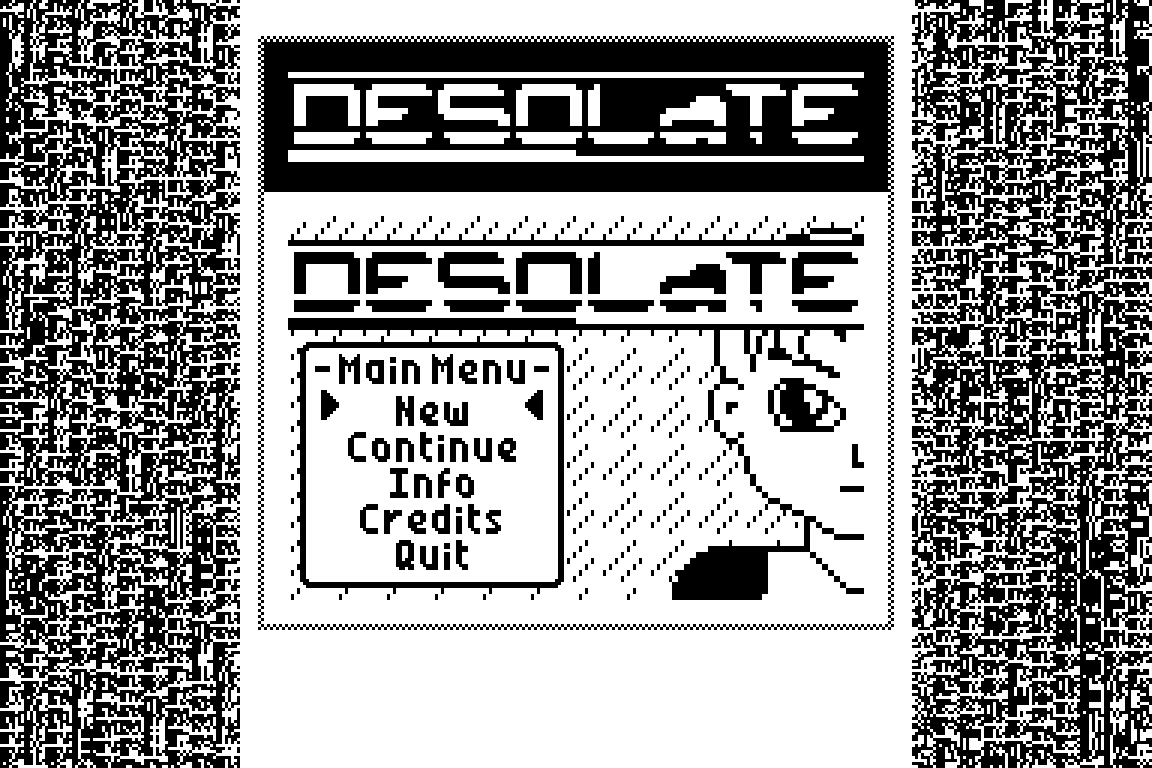 DESOLATE
DESOLATE
-Main Menu-
New
Continue
Info
Credits
Quit